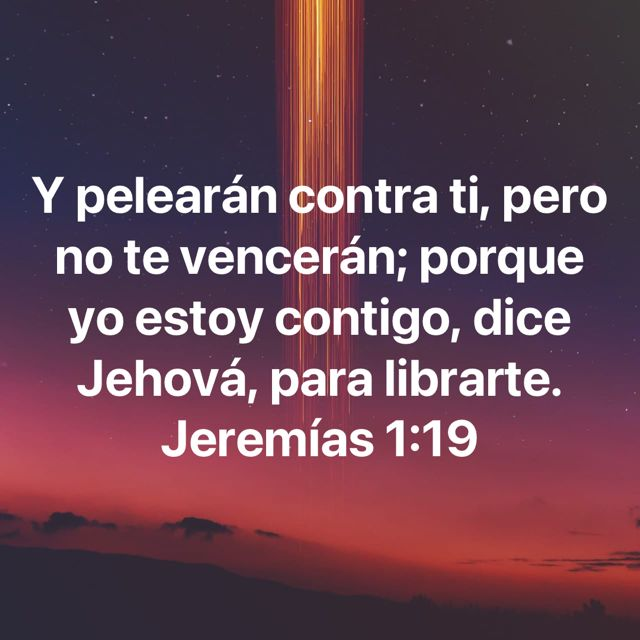 Y pelearán contra ti, pero
no te vencerán; porque
yo estoy contigo, dice
Jehová, para librarte.
Jeremías 1:19